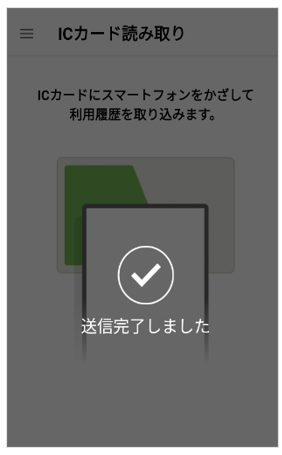 ICカード読み取り
ICカードにスマートフォンをかざして
利用履歴を取り込みます。
送信完了しました